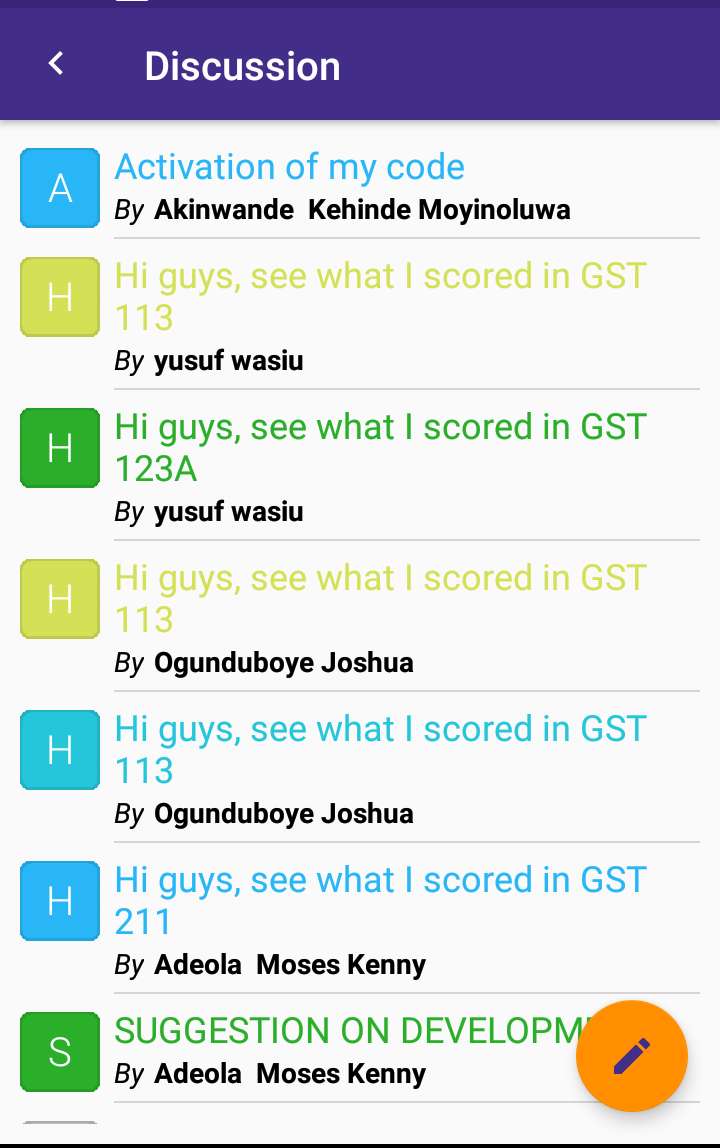 Discussion
A
Activation of my code
By Akinwande Kehinde Moyinoluwa
H
Hi guys, see what I scored in GST
113
By yusuf wasiu
H
Hi guys, see what I scored in GST
123A
By yusuf wasiu
H
Hi guys, see what I scored in GST
113
By Ogunduboye Joshua
H
Hi guys, see what I scored in GST
113
By Ogunduboye Joshua
H
Hi guys, see what I scored in GST
211
By Adeola Moses Kenny
S
SUGGESTION ON
By Adeola Moses Kenny